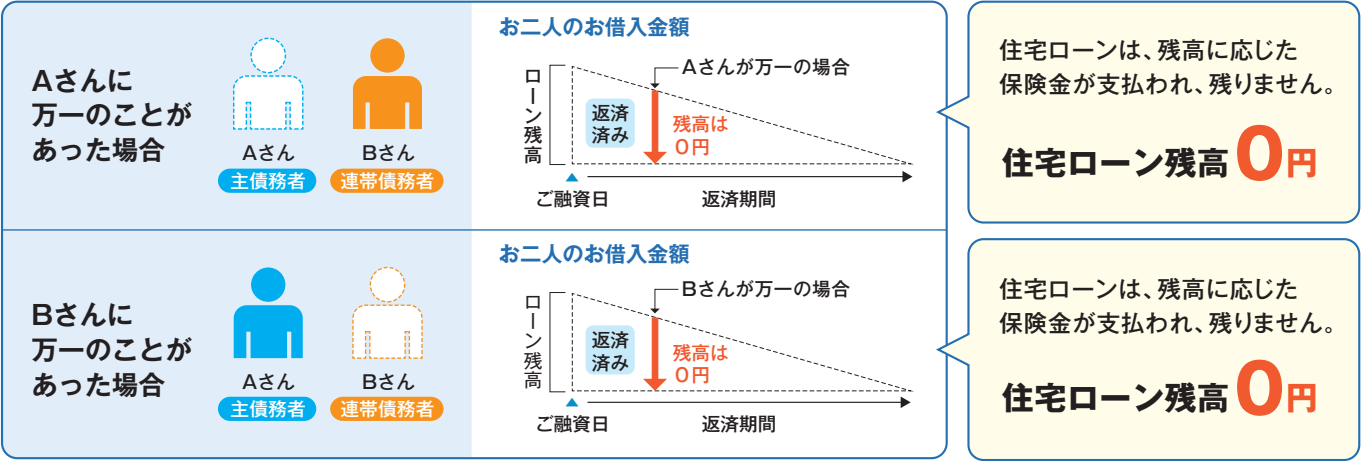 Aさんに
万一のことが
あった場合
Aさん
主債務者
Bさん
連帯債務者
お二人のお借入金額
ローン残高
Aさんが万一の場合
返済
済み
残高は
0円
ご融資日
返済期間
住宅ローンは、残高に応じた
保険金が支払われ、残りません。
住宅ローン残高0円
Bさんに
万一のことが
あった場合
Aさん
主債務者
Bさん
連帯債務者
お二人のお借入金額
ローン残高
Bさんが万一の場合
返済
済み
残高は
0円
ご融資日
返済期間
住宅ローンは、残高に応じた
保険金が支払われ、残りません。
住宅ローン残高0円